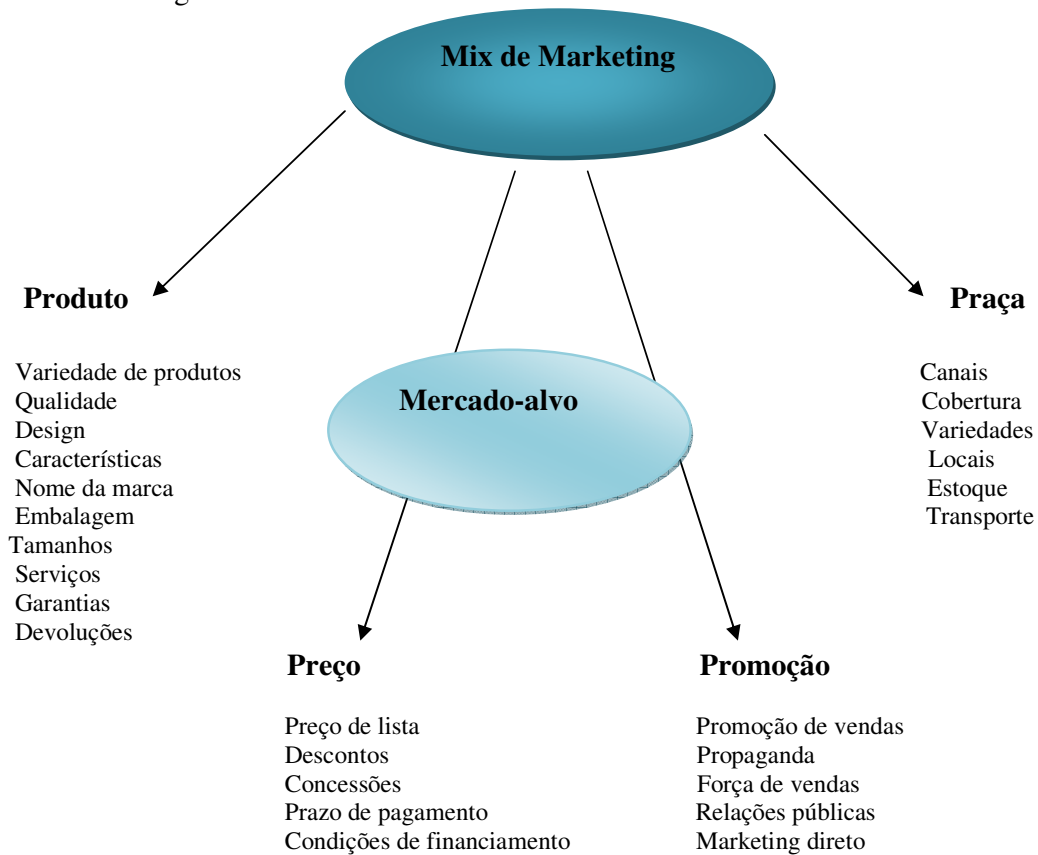 Mix de Marketing
Produto
Variedade de produtos
Qualidade
Design
Características
Nome da marca
Embalagem
Tamanhos
Serviços
Garantias
Devoluções
Mercado-alvo
Praça
Canais
Cobertura
Variedades
Locais
Estoque
Transporte
Preço
Preço de lista
Descontos
Concessões
Prazo de pagamento
Condições de financiamento
Promoção
Promoção de vendas
Propaganda
Força de vendas
Relações públicas
Marketing direto